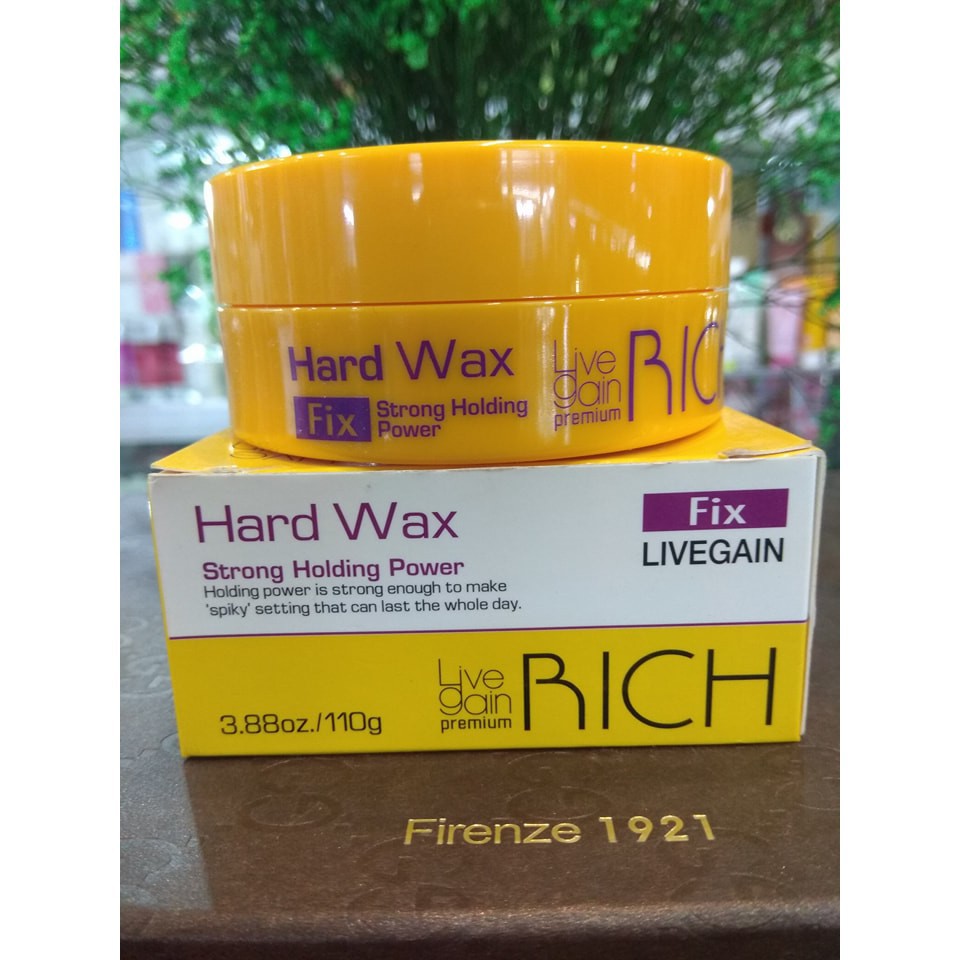 Hard Wax
Fix
Strong Holding
Power
Live
gain
premium
RICH
Hard Wax
Strong Holding Power
Holding power is strong enough to make
'spiky' setting that can last the whole day.
Fix
LIVEGAIN
3.88oz./110g
Live
gain
premium
RICH
Firenze 1921